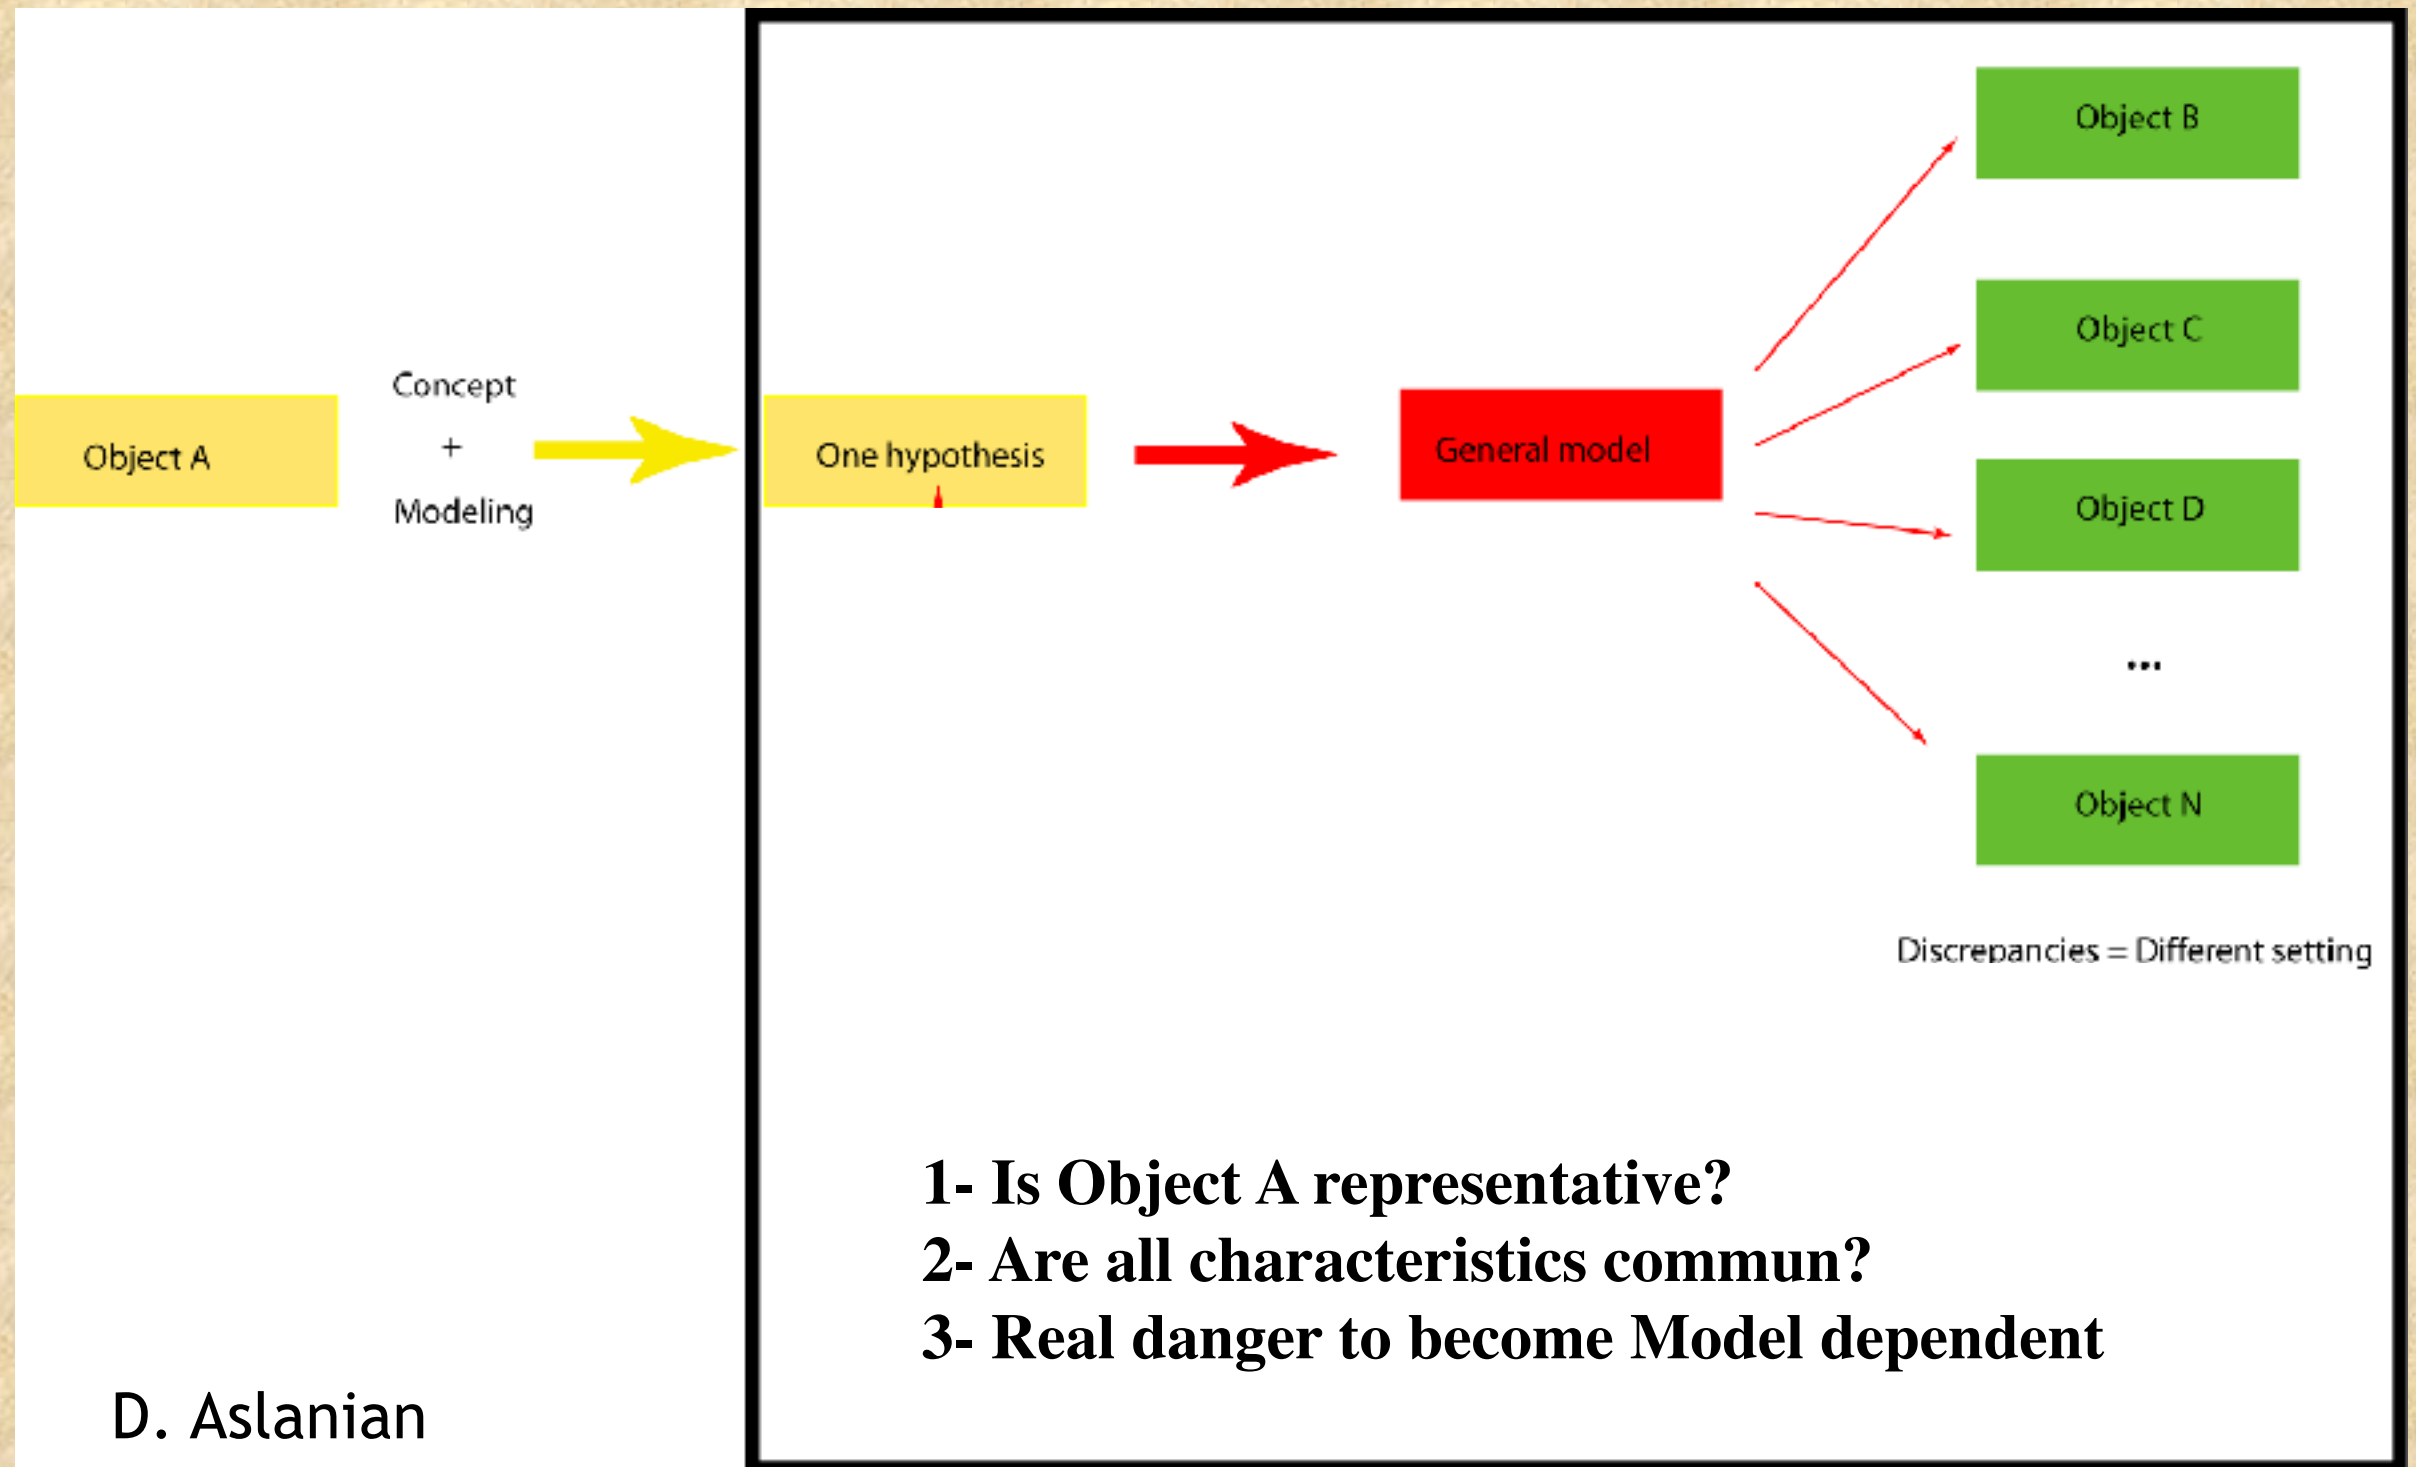 Object A
Concept
+
Modeling
One hypothesis
General model
Object B
Object C
Object D
...
Object N
Discrepancies = Different setting
1- Is Object A representative?
2- Are all characteristics commun?
3- Real danger to become Model dependent
D. Aslanian